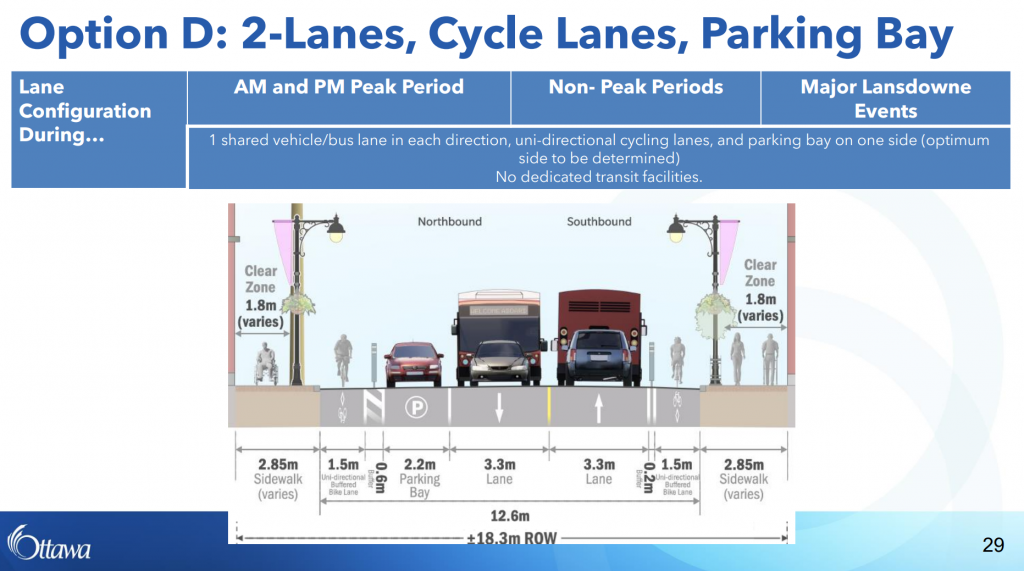 Option D: 2-Lanes, Cycle Lanes, Parking Bay
Lane
Configuration
During…
AM and PM Peak Period
Non- Peak Periods
Major Lansdowne
Events
1 shared vehicle/bus lane in each direction, uni-directional cycling lanes, and parking bay on one side (optimum
side to be determined)
No dedicated transit facilities.
Northbound
Southbound
Clear
Zone
1.8m
(varies)
Clear
Zone
1.8m
(varies)
P
2.85m
Sidewalk
(varies)
1.5m
Uni-directional
Buffered
Bike Lane
0.6m
Buffer
2.2m
Parking
Bay
3.3m
Lane
3.3m
Lane
0.2m
Buffer
1.5m
Uni-directional
Buffered
Bike Lane
2.85m
Sidewalk
(varies)
12.6m
±18.3m ROW
Ottawa
29